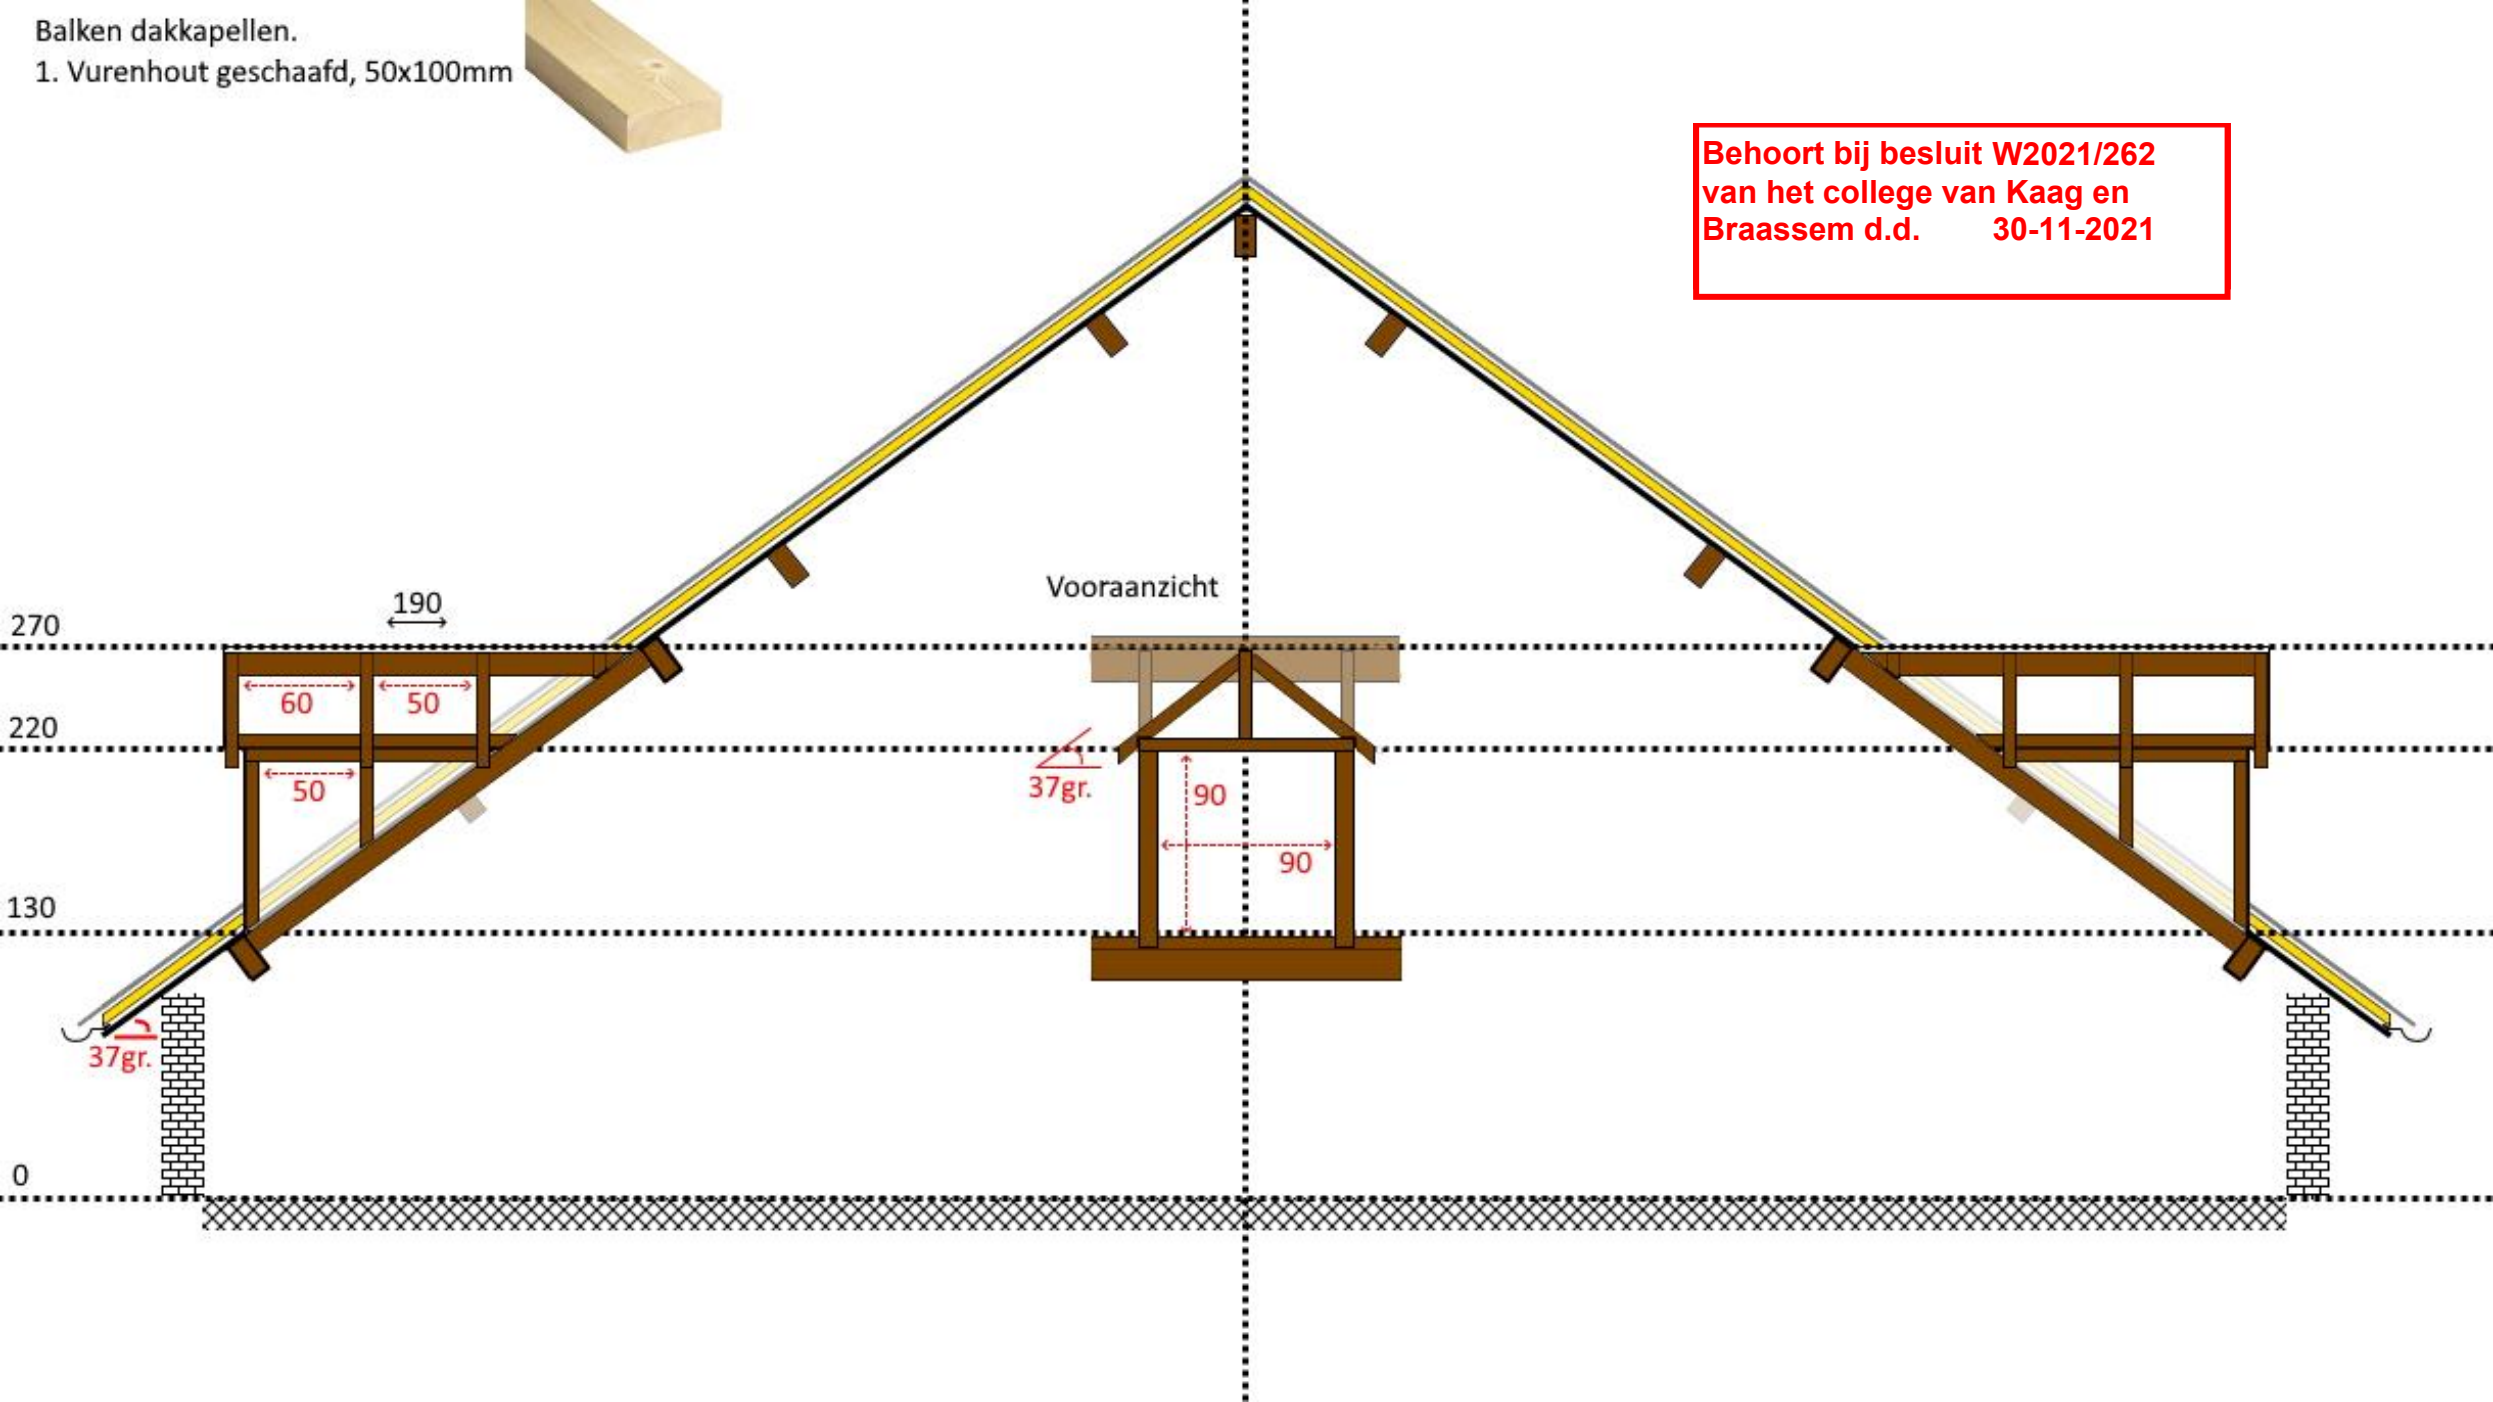 Balken dakkapellen.
1. Vurenhout geschaafd, 50x100mm
Behoort bij besluit W2021/262
van het college van Kaag en
Braassem d.d. 30-11-2021
Vooraanzicht
190
270
60
50
220
37gr.
50
90
90
130
37gr.
0